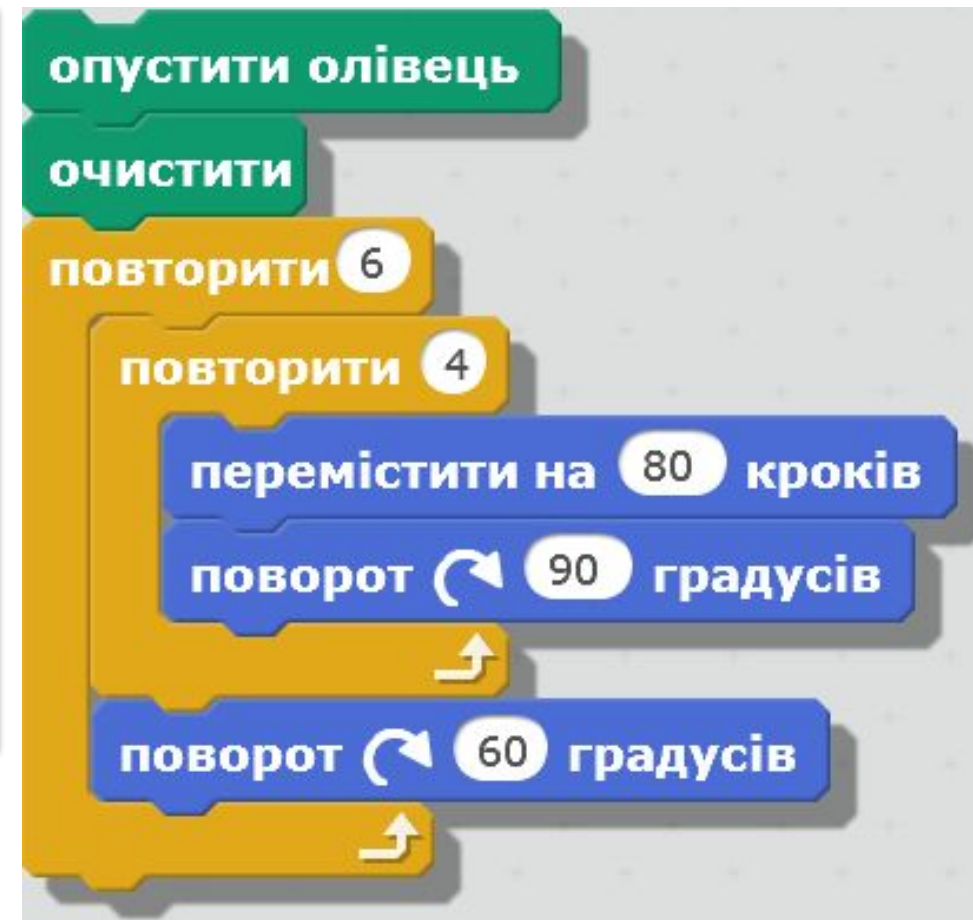 опустити олівець
очистити
повторити 6
повторити 4
перемістити на 80 кроків
поворот 90 градусів
поворот 60 градусів